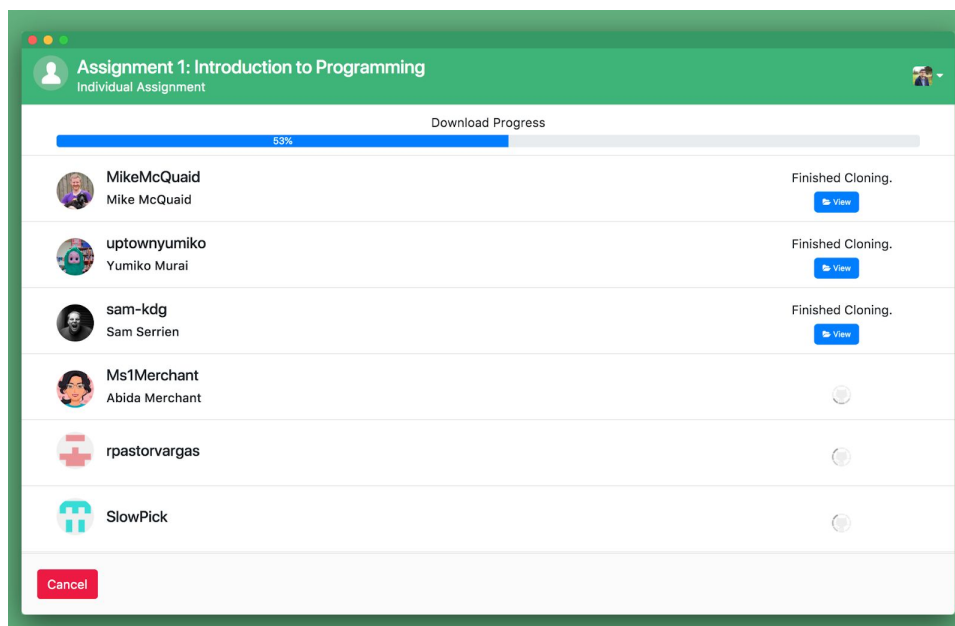 Assignment 1: Introduction to Programming
Individual Assignment
Download Progress
53%
MikeMcQuaid
Mike McQuaid
Finished Cloning.
View
uptownyumiko
Yumiko Murai
Finished Cloning.
View
sam-kdg
Sam Serrien
Finished Cloning.
View
Ms1Merchant
Abida Merchant
rpastorvargas
SlowPick
Cancel